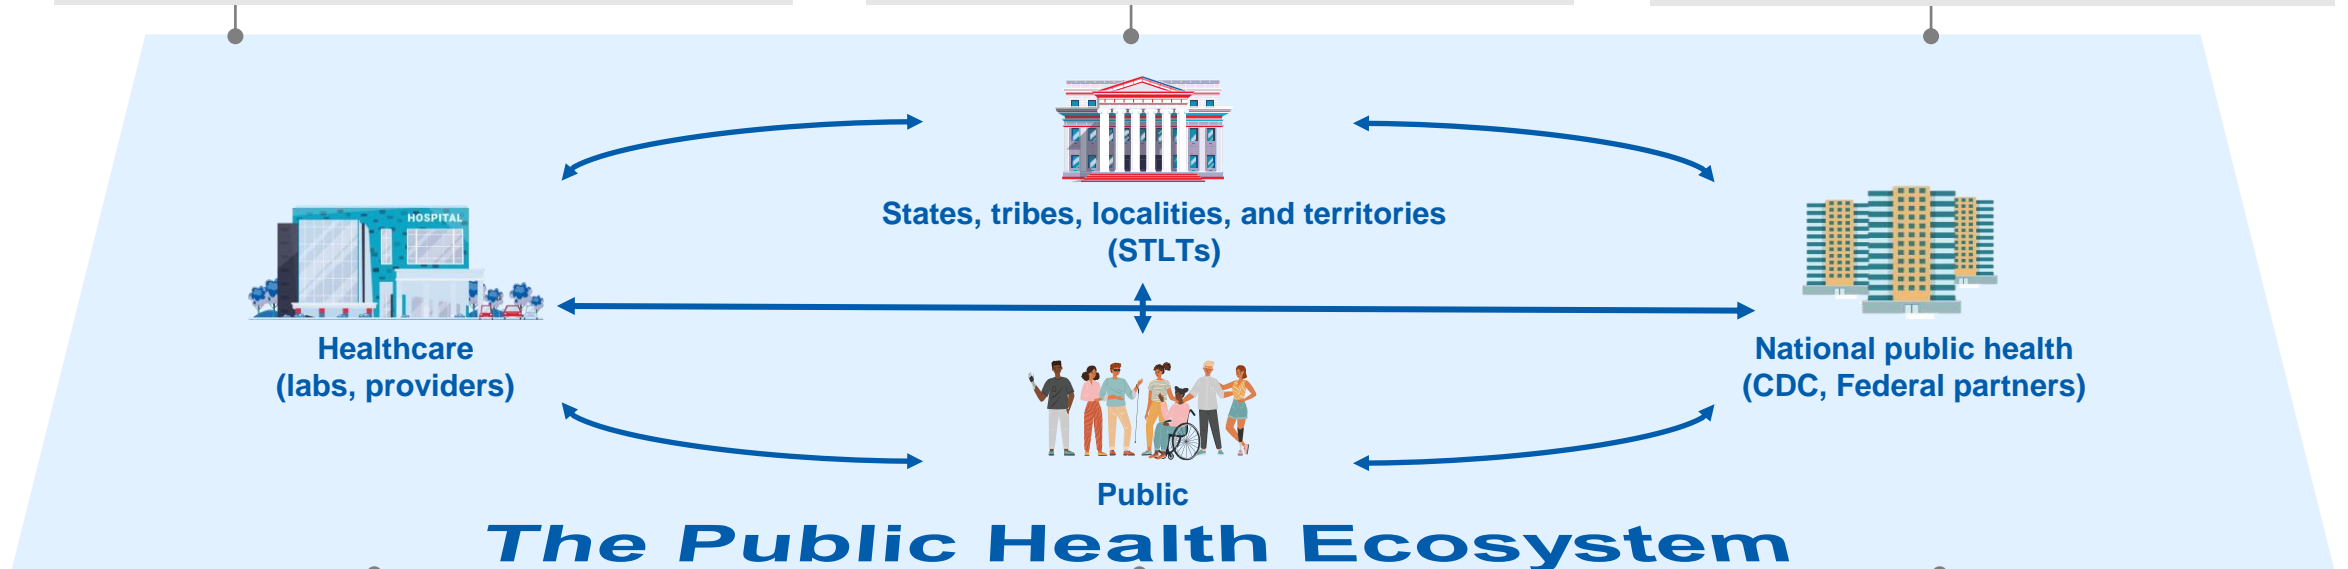 States, tribes, localities, and territories
(STLTs)
HOSPITAL
Healthcare
(labs, providers)
National public health
(CDC, Federal partners)
Public
The Public Health Ecosystem